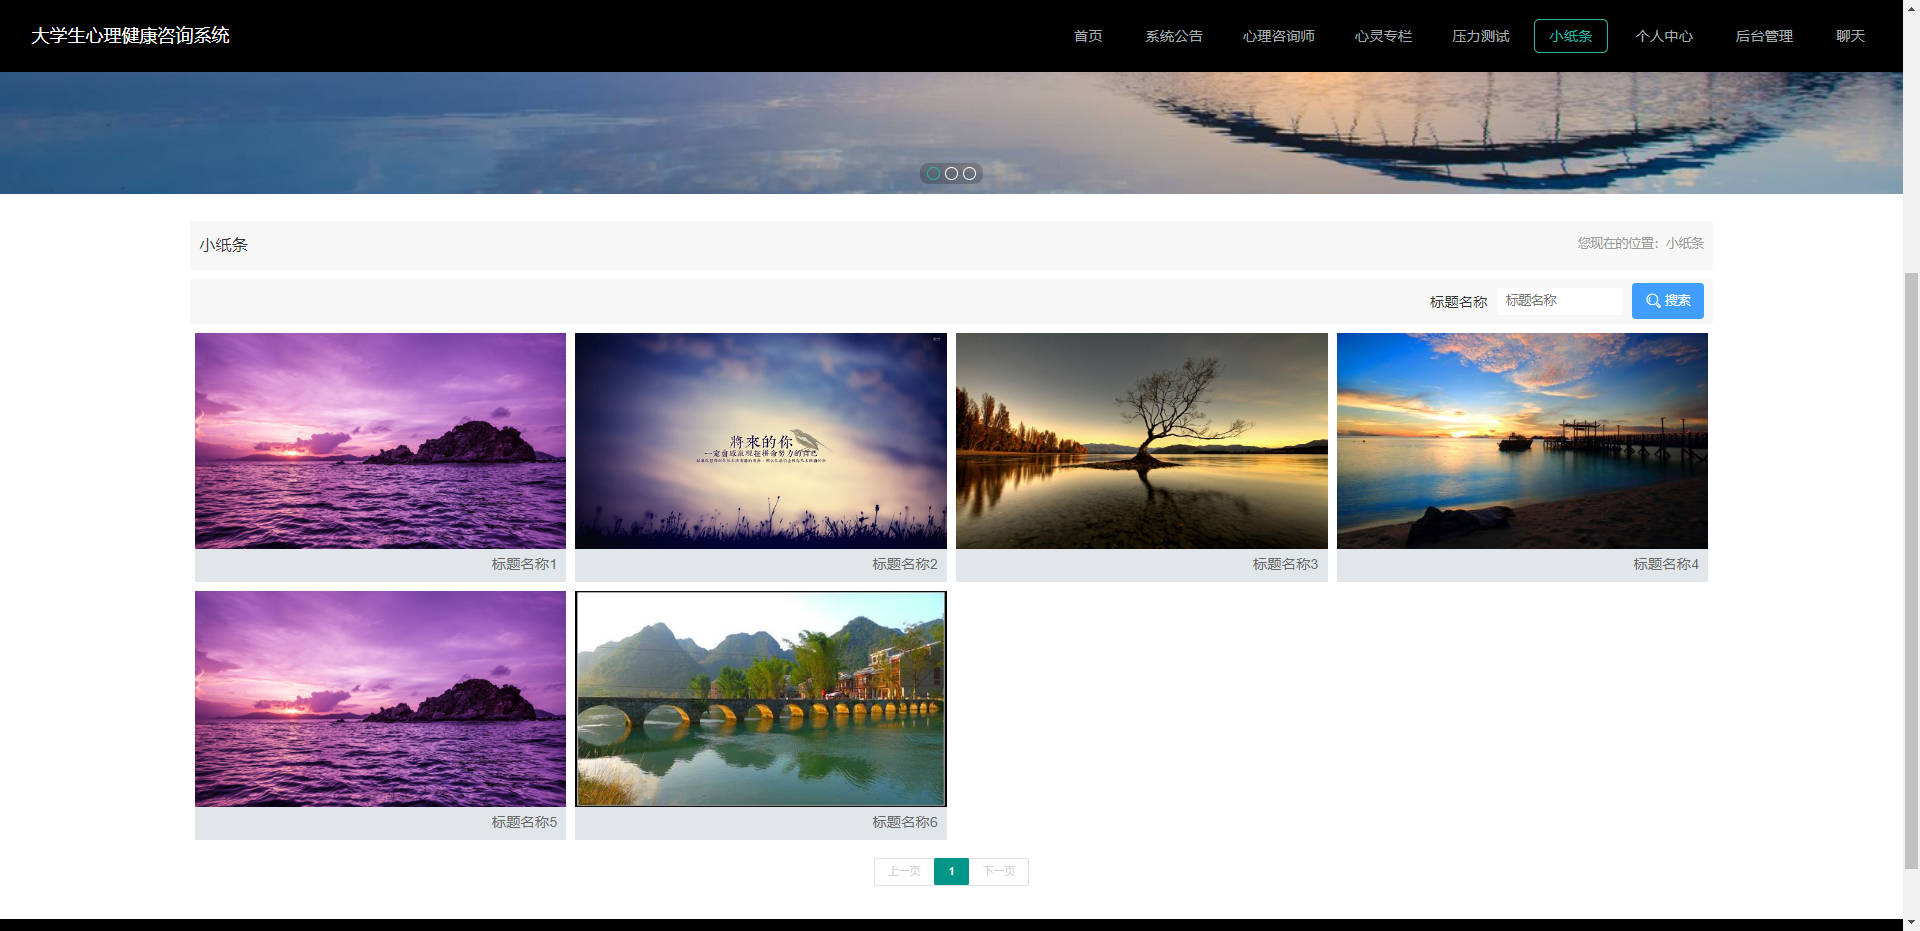 大学生心理健康咨询系统
首页
系统公告
心理咨询师
心灵专栏
压力测试
小纸条
个人中心
后台管理
聊天
小纸条
您现在的位置：小纸条
标题名称
标题名称
搜索
將來的你
一定會感激現在拼命努力的自己
标题名称1
标题名称2
标题名称3
标题名称4
标题名称5
标题名称6
上一页
1
下一页